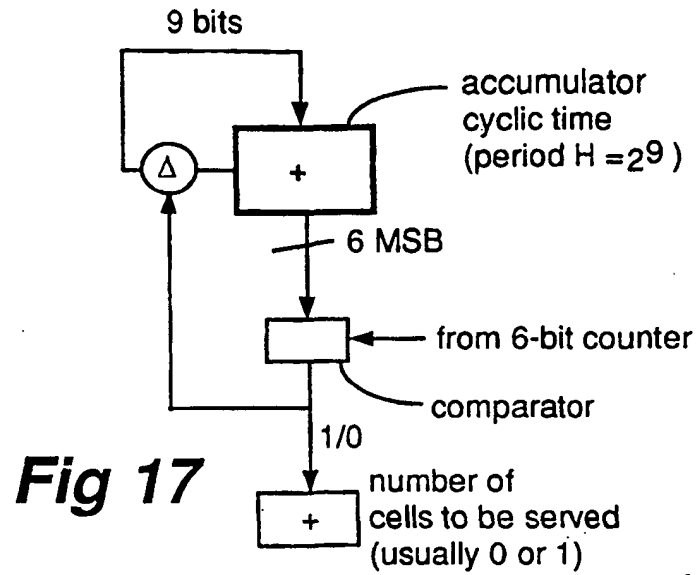 9 bits
accumulator
cyclic time
(period H = 2⁹)
Δ
+
6 MSB
from 6-bit counter
comparator
1/0
Fig 17
number of
cells to be served
(usually 0 or 1)
+